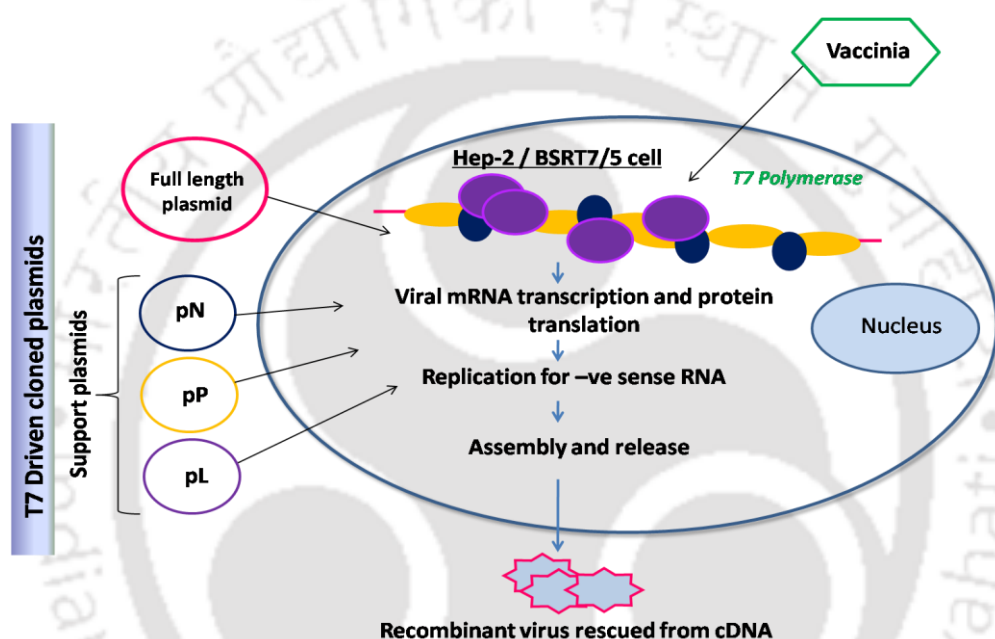 Vaccinia
Hep-2 / BSRT7/5 cell
T7 Polymerase
Full length
plasmid
T7 Driven cloned plasmids
Support plasmids
pN
pP
pL
Viral mRNA transcription and protein
translation
Nucleus
Replication for –ve sense RNA
Assembly and release
Recombinant virus rescued from cDNA